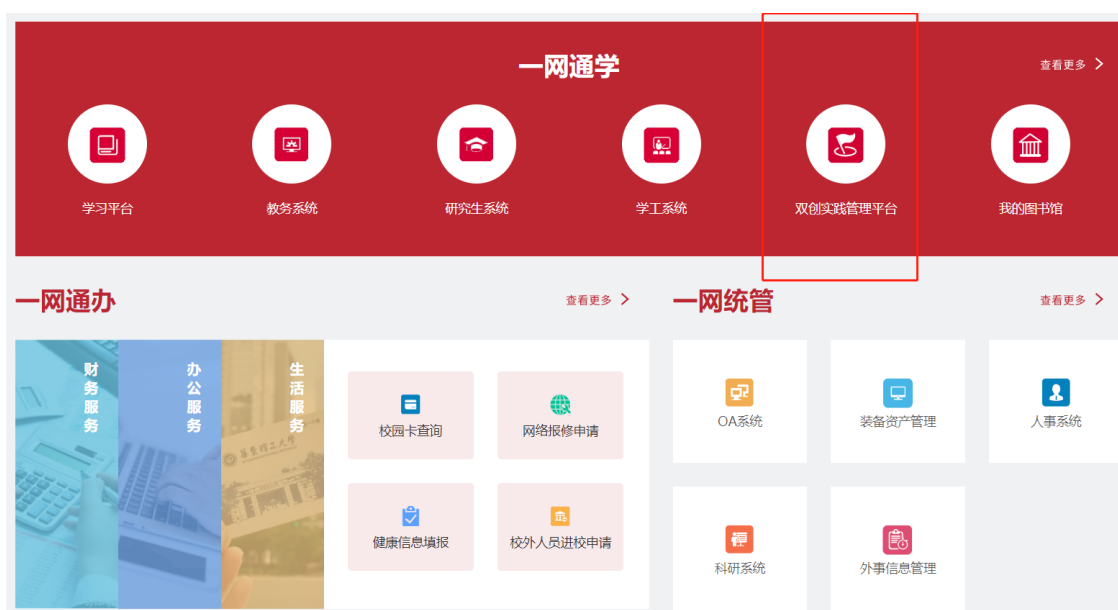 一网通学
查看更多
学习平台
教务系统
研究生系统
学工系统
双创实践管理平台
我的图书馆
一网通办
查看更多
财务服务
办公服务
生活服务
校园卡查询
网络报修申请
健康信息填报
校外人员进校申请
一网统管
查看更多
OA系统
装备资产管理
人事系统
科研系统
外事信息管理